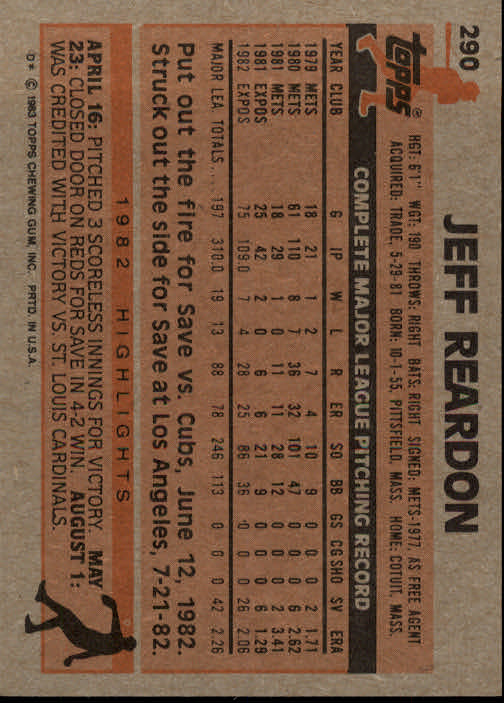 290
topps®
JEFF REARDON
HGT: 6'1" WGT: 190 THROWS: RIGHT BATS: RIGHT SIGNED: METS-1977, AS FREE AGENT
ACQUIRED: TRADE, 5-29-81 BORN: 10-1-55, PITTSFIELD, MASS. HOME: COTUIT, MASS.
COMPLETE MAJOR LEAGUE PITCHING RECORD
YEAR CLUB G IP W L R ER SO BB GS CG SHO SV ERA
1979 METS 18 21 1 2 7 4 10 9 0 0 0 2 1.71
1980 METS 61 110 8 7 36 32 101 47 0 0 0 6 2.62
1981 METS 18 29 1 0 11 11 28 12 0 0 0 2 3.41
1981 EXPOS 25 42 2 0 6 6 21 9 0 0 0 6 1.29
1982 EXPOS 75 109.0 7 4 28 25 86 36 0 0 0 26 2.06
MAJOR LEA. TOTALS... 197 310.0 19 13 88 78 246 113 0 0 0 42 2.26
Put out the fire for Save vs. Cubs, June 12, 1982.
Struck out the side for Save at Los Angeles, 7-21-82.
1982 HIGHLIGHTS
APRIL 16: PITCHED 3 SCORELESS INNINGS FOR VICTORY. MAY
23: CLOSED DOOR ON REDS FOR SAVE IN 4-2 WIN. AUGUST 1:
WAS CREDITED WITH VICTORY VS. ST. LOUIS CARDINALS.
D* © 1983 TOPPS CHEWING GUM, INC. PRTD. IN U.S.A.